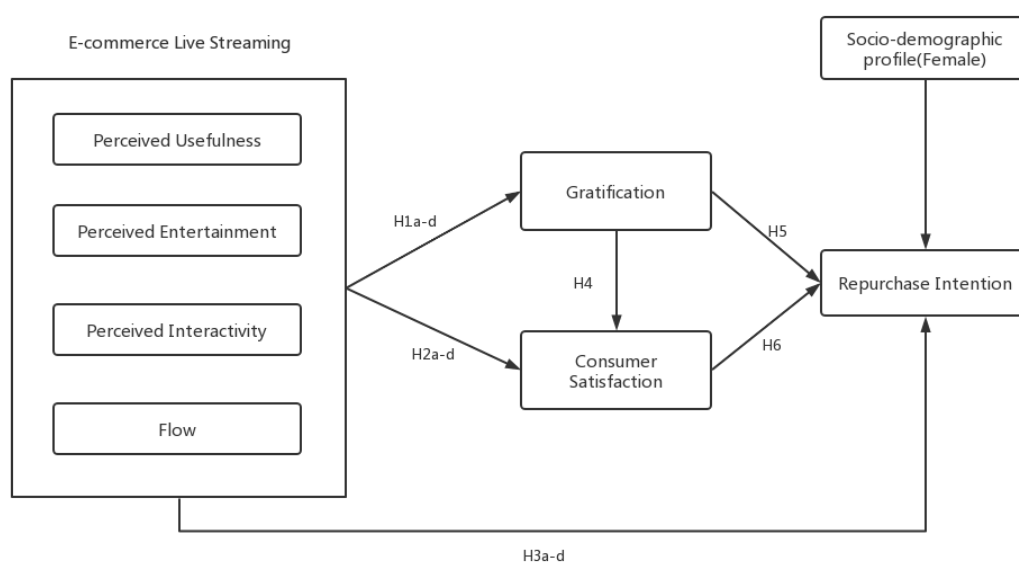 E-commerce Live Streaming
Perceived Usefulness
Perceived Entertainment
Perceived Interactivity
Flow
H1a-d
H2a-d
H3a-d
Gratification
H4
Consumer
Satisfaction
H5
H6
Socio-demographic
profile(Female)
Repurchase Intention